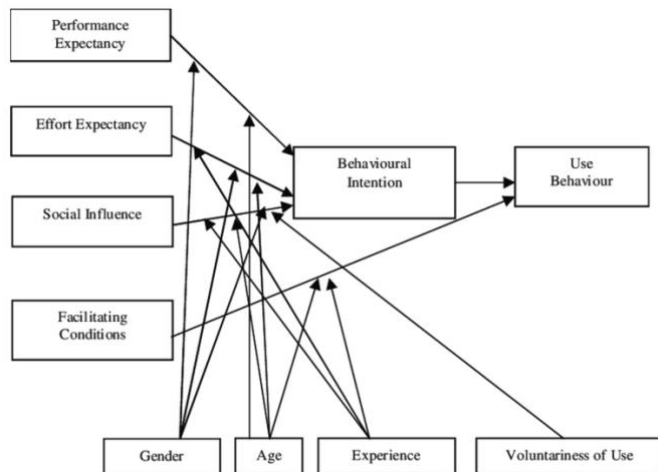 Performance
Expectancy
Effort Expectancy
Behavioural
Intention
Use
Behaviour
Social Influence
Facilitating
Conditions
Gender
Age
Experience
Voluntariness of Use